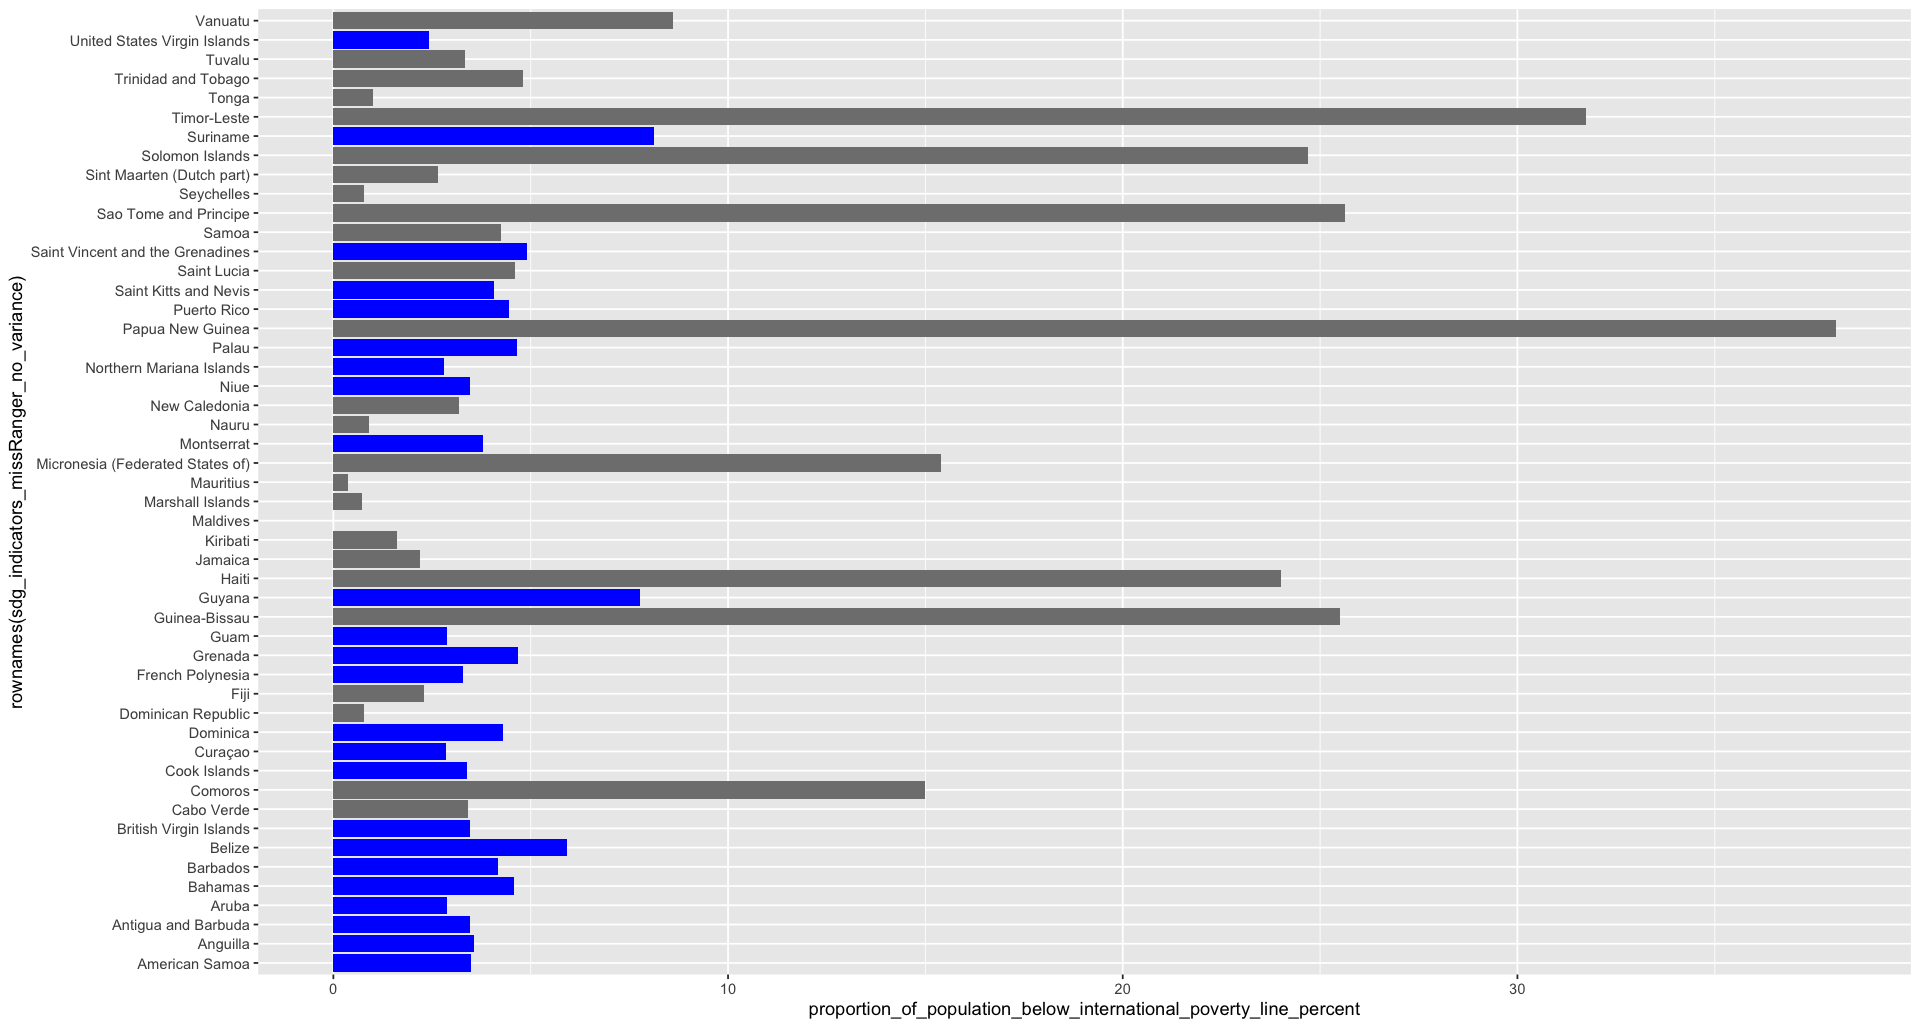 rownames(sdg_indicators_missRanger_no_variance)
Vanuatu
United States Virgin Islands
Tuvalu
Trinidad and Tobago
Tonga
Timor-Leste
Suriname
Solomon Islands
Sint Maarten (Dutch part)
Seychelles
Sao Tome and Principe
Samoa
Saint Vincent and the Grenadines
Saint Lucia
Saint Kitts and Nevis
Puerto Rico
Papua New Guinea
Palau
Northern Mariana Islands
Niue
New Caledonia
Nauru
Montserrat
Micronesia (Federated States of)
Mauritius
Marshall Islands
Maldives
Kiribati
Jamaica
Haiti
Guyana
Guinea-Bissau
Guam
Grenada
French Polynesia
Fiji
Dominican Republic
Dominica
Curaçao
Cook Islands
Comoros
Cabo Verde
British Virgin Islands
Belize
Barbados
Bahamas
Aruba
Antigua and Barbuda
Anguilla
American Samoa
0 10 20 30
proportion_of_population_below_international_poverty_line_percent